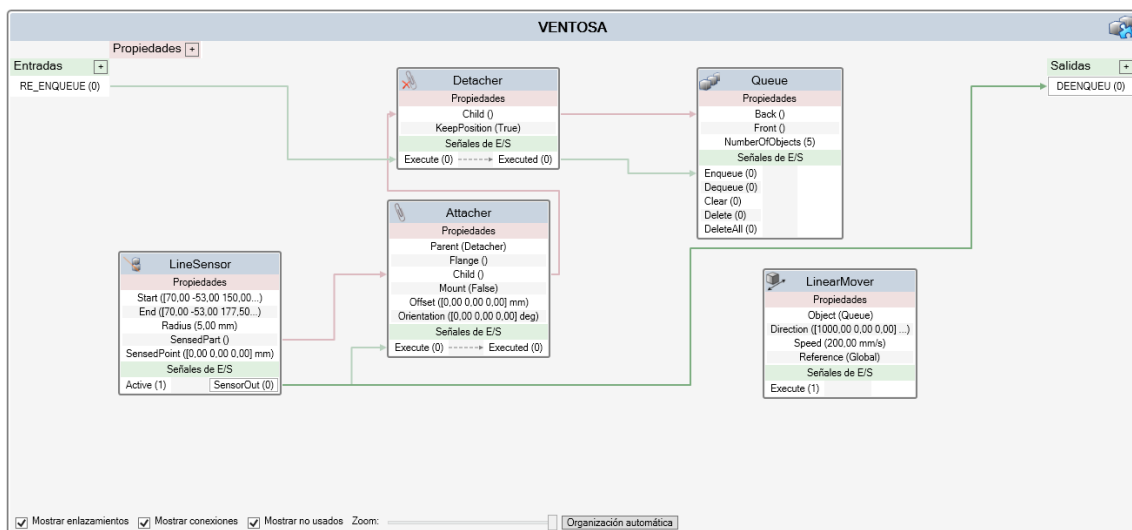 VENTOSA
Propiedades +
Entradas +
RE_ENQUEUE (0)
Salidas +
DEENQUEU (0)
Detacher
Propiedades
Child ()
KeepPosition (True)
Señales de E/S
Execute (0) Executed (0)
Queue
Propiedades
Back ()
Front ()
NumberOfObjects (5)
Señales de E/S
Enqueue (0)
Dequeue (0)
Clear (0)
Delete (0)
DeleteAll (0)
Attacher
Propiedades
Parent (Detacher)
Flange ()
Child ()
Mount (False)
Offset ([0,00 0,00 0,00] mm)
Orientation ([0,00 0,00 0,00] deg)
Señales de E/S
Execute (0) Executed (0)
LineSensor
Propiedades
Start ([70,00 -53,00 150,00...)
End ([70,00 -53,00 177,50...)
Radius (5,00 mm)
SensedPart ()
SensedPoint ([0,00 0,00 0,00] mm)
Señales de E/S
Active (1) SensorOut (0)
LinearMover
Propiedades
Object (Queue)
Direction ([1000,00 0,00 0,00] ...)
Speed (200,00 mm/s)
Reference (Global)
Señales de E/S
Execute (1)
Mostrar enlazamientos Mostrar conexiones Mostrar no usados Zoom: Organización automática